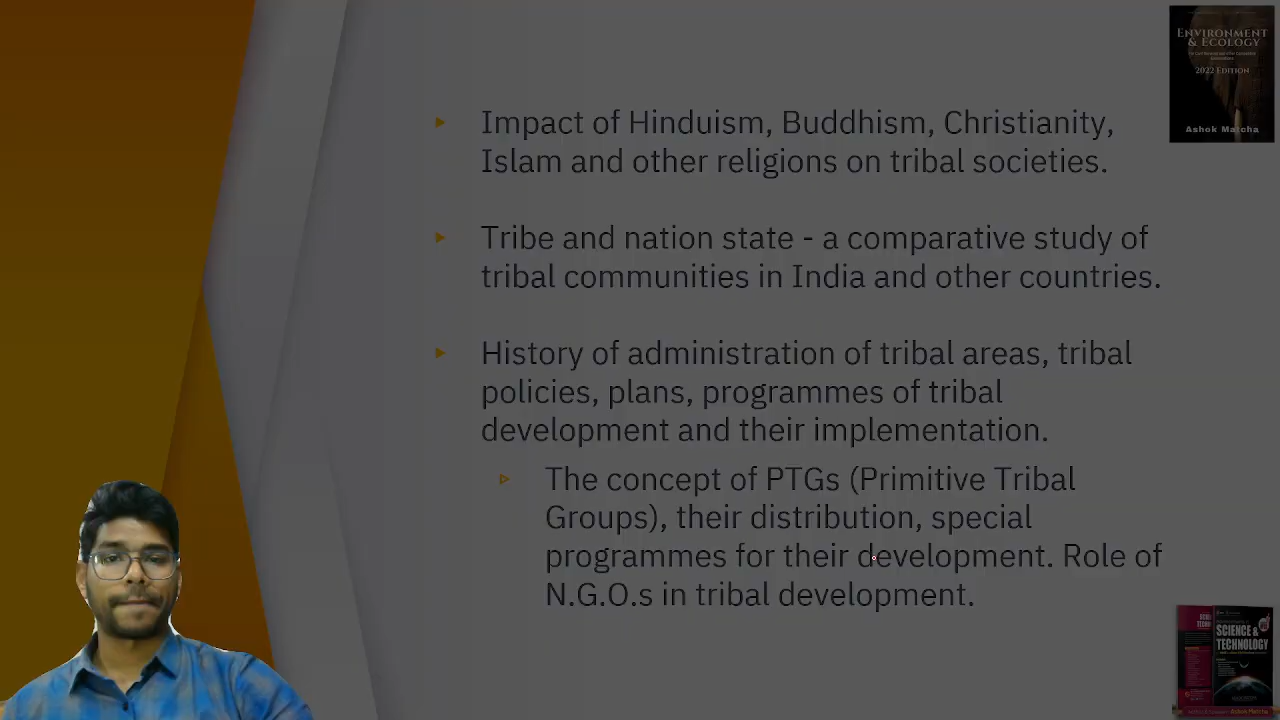 ENVIRONMENT
& ECOLOGY
2022 EDITION
Ashok Matcha
Impact of Hinduism, Buddhism, Christianity,
Islam and other religions on tribal societies.
Tribe and nation state - a comparative study of
tribal communities in India and other countries.
History of administration of tribal areas, tribal
policies, plans, programmes of tribal
development and their implementation.
The concept of PTGs (Primitive Tribal
Groups), their distribution, special
programmes for their development. Role of
N.G.O.s in tribal development.
SCIENCE &
TECHNOLOGY
Ashok Matcha